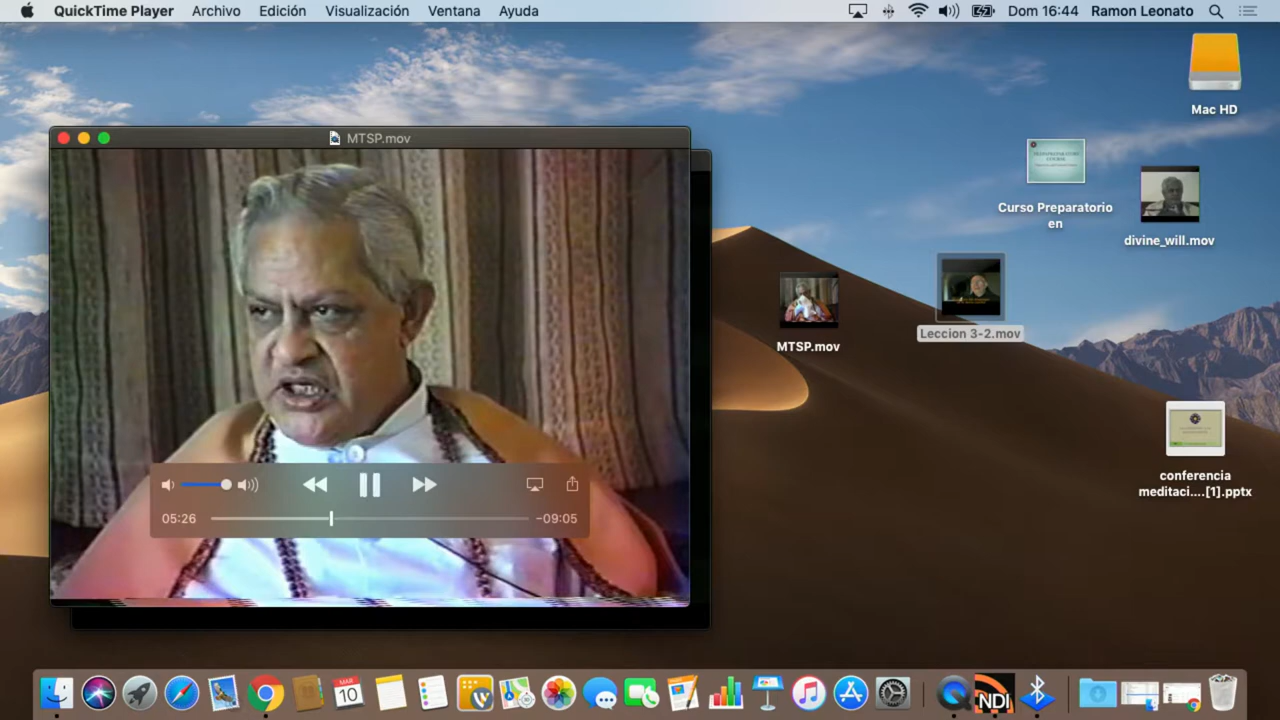 QuickTime Player Archivo Edición Visualización Ventana Ayuda Dom 16:44 Ramon Leonato
Mac HD
MTSP.mov
Curso Preparatorio
en
divine_will.mov
MTSP.mov
Leccion 3-2.mov
conferencia
meditaci....[1].pptx
05:26 -09:05
MAR
10
NDI